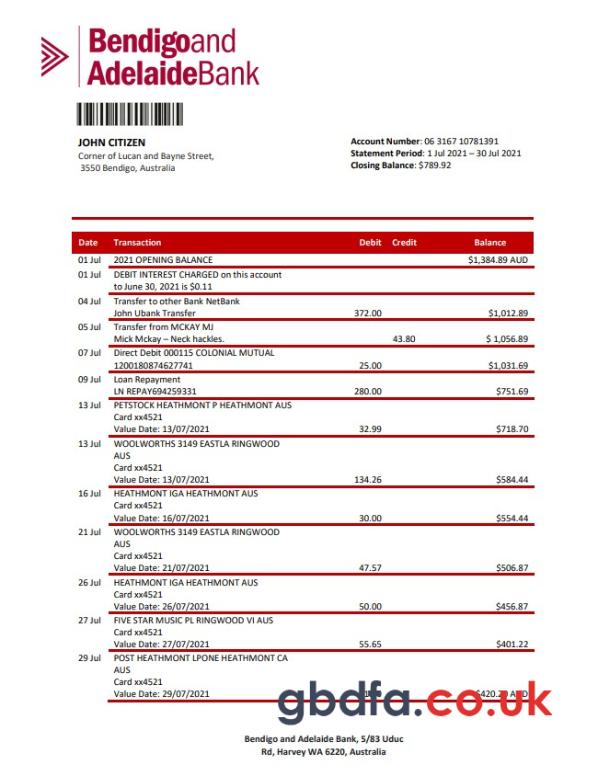 Bendigo and
Adelaide Bank
JOHN CITIZEN
Corner of Lucan and Bayne Street,
3550 Bendigo, Australia
Account Number: 06 3167 10781391
Statement Period: 1 Jul 2021 – 30 Jul 2021
Closing Balance: $789.92
Date Transaction Debit Credit Balance
01 Jul 2021 OPENING BALANCE $1,384.89 AUD
01 Jul DEBIT INTEREST CHARGED on this account
to June 30, 2021 is $0.11
04 Jul Transfer to other Bank NetBank
John Ubank Transfer 372.00 $1,012.89
05 Jul Transfer from MCKAY MJ
Mick Mckay – Neck hackles. 43.80 $ 1,056.89
07 Jul Direct Debit 000115 COLONIAL MUTUAL
1200180874627741 25.00 $1,031.69
09 Jul Loan Repayment
LN REPAY694259331 280.00 $751.69
13 Jul PETSTOCK HEATHMONT P HEATHMONT AUS
Card xx4521
Value Date: 13/07/2021 32.99 $718.70
13 Jul WOOLWORTHS 3149 EASTLA RINGWOOD
AUS
Card xx4521
Value Date: 13/07/2021 134.26 $584.44
16 Jul HEATHMONT IGA HEATHMONT AUS
Card xx4521
Value Date: 16/07/2021 30.00 $554.44
21 Jul WOOLWORTHS 3149 EASTLA RINGWOOD
AUS
Card xx4521
Value Date: 21/07/2021 47.57 $506.87
26 Jul HEATHMONT IGA HEATHMONT AUS
Card xx4521
Value Date: 26/07/2021 50.00 $456.87
27 Jul FIVE STAR MUSIC PL RINGWOOD VI AUS
Card xx4521
Value Date: 27/07/2021 55.65 $401.22
29 Jul POST HEATHMONT LPONE HEATHMONT CA
AUS
Card xx4521
Value Date: 29/07/2021
gbdfa.co.uk
Bendigo and Adelaide Bank, 5/83 Uduc
Rd, Harvey WA 6220, Australia